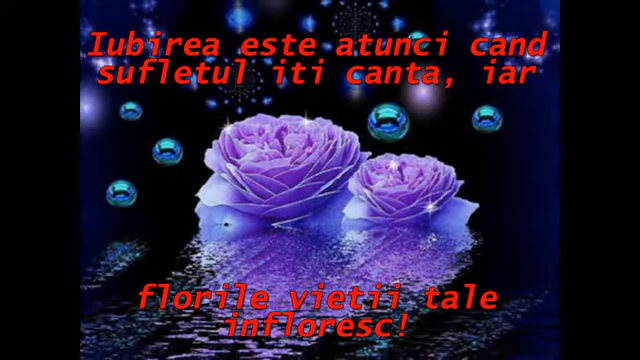 Iubirea este atunci cand
sufletul iti canta, iar
florile vietii tale
infloresc!